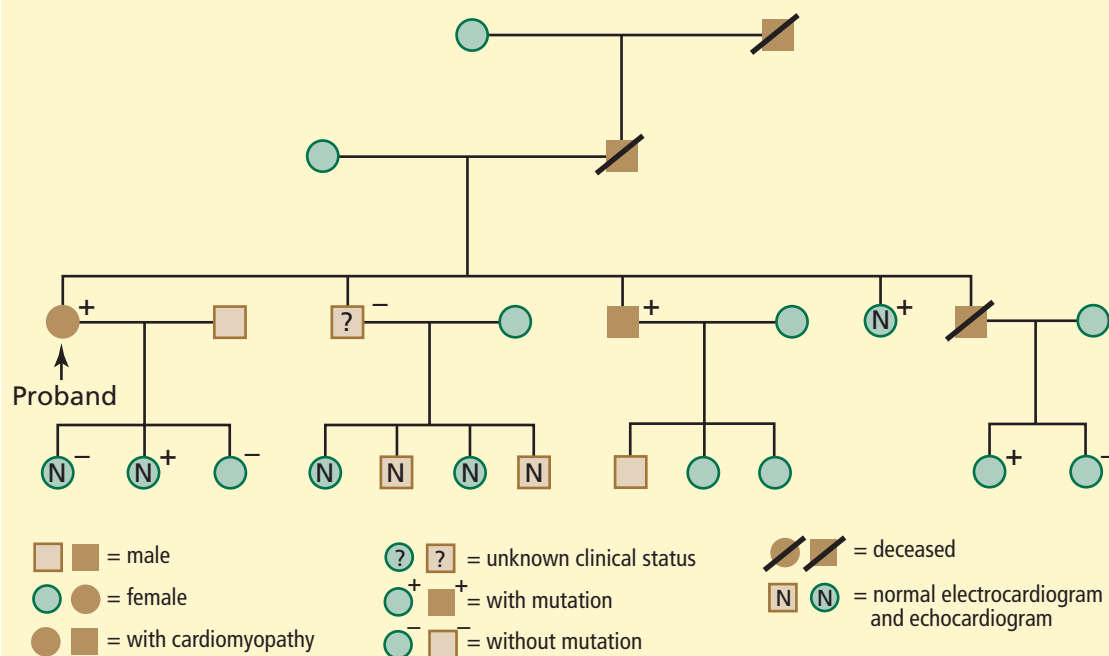 +
? −
+
N +
Proband
N −
N +
−
N
N
N
N
+
−
= male
= female
= with cardiomyopathy
? ? = unknown clinical status
+ + = with mutation
− − = without mutation
= deceased
N N = normal electrocardiogram
and echocardiogram